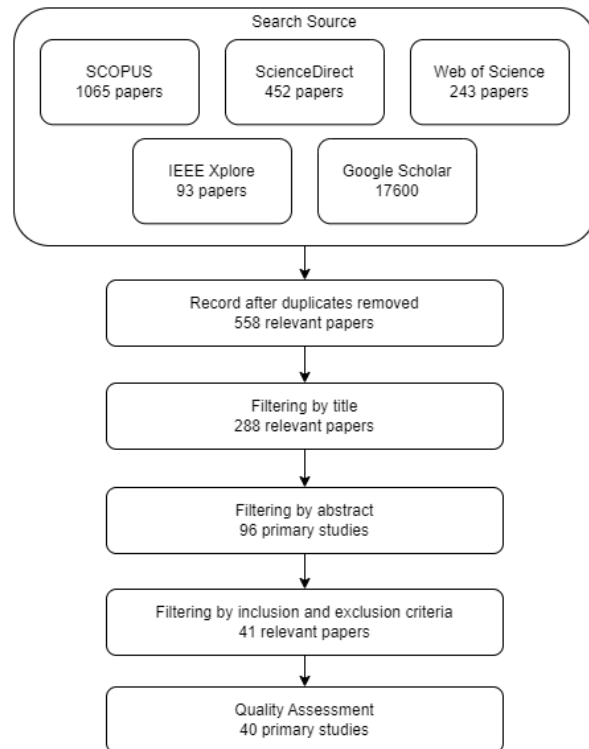 Search Source
SCOPUS
1065 papers
ScienceDirect
452 papers
Web of Science
243 papers
IEEE Xplore
93 papers
Google Scholar
17600
Record after duplicates removed
558 relevant papers
Filtering by title
288 relevant papers
Filtering by abstract
96 primary studies
Filtering by inclusion and exclusion criteria
41 relevant papers
Quality Assessment
40 primary studies